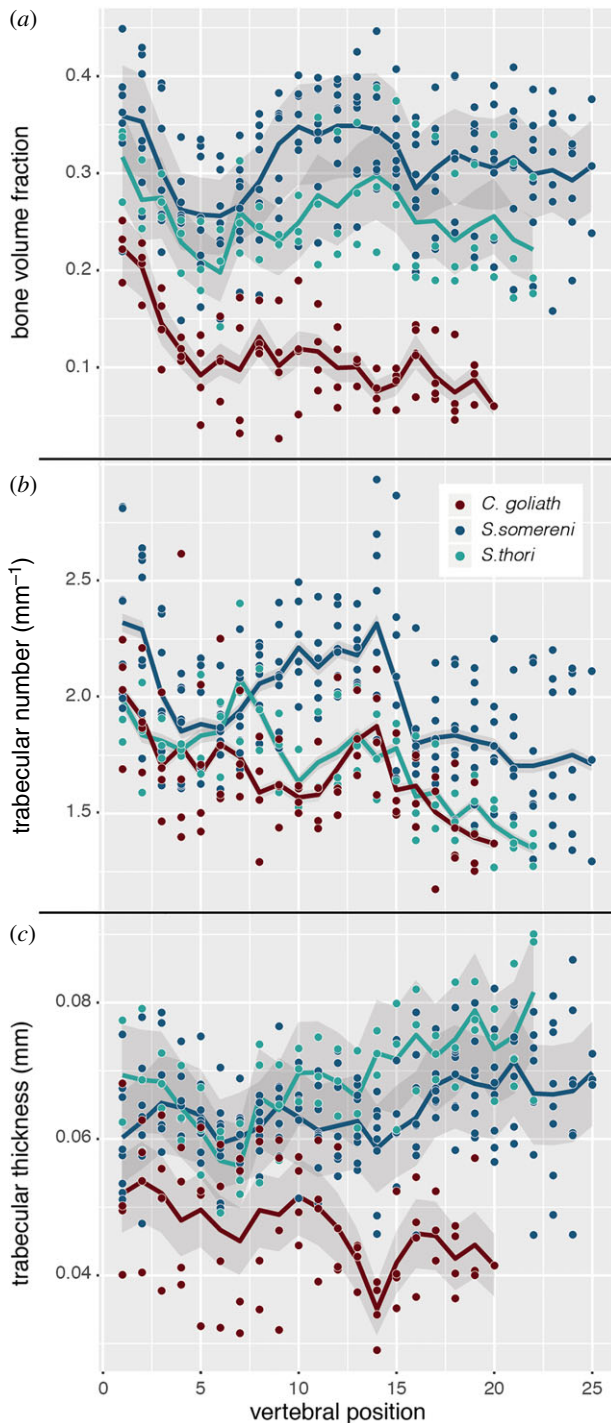 (a)
0.4
0.3
0.2
0.1
bone volume fraction
(b)
C. goliath
S.somereni
S.thori
2.5
2.0
1.5
trabecular number (mm⁻¹)
(c)
0.08
0.06
0.04
trabecular thickness (mm)
0 5 10 15 20 25
vertebral position